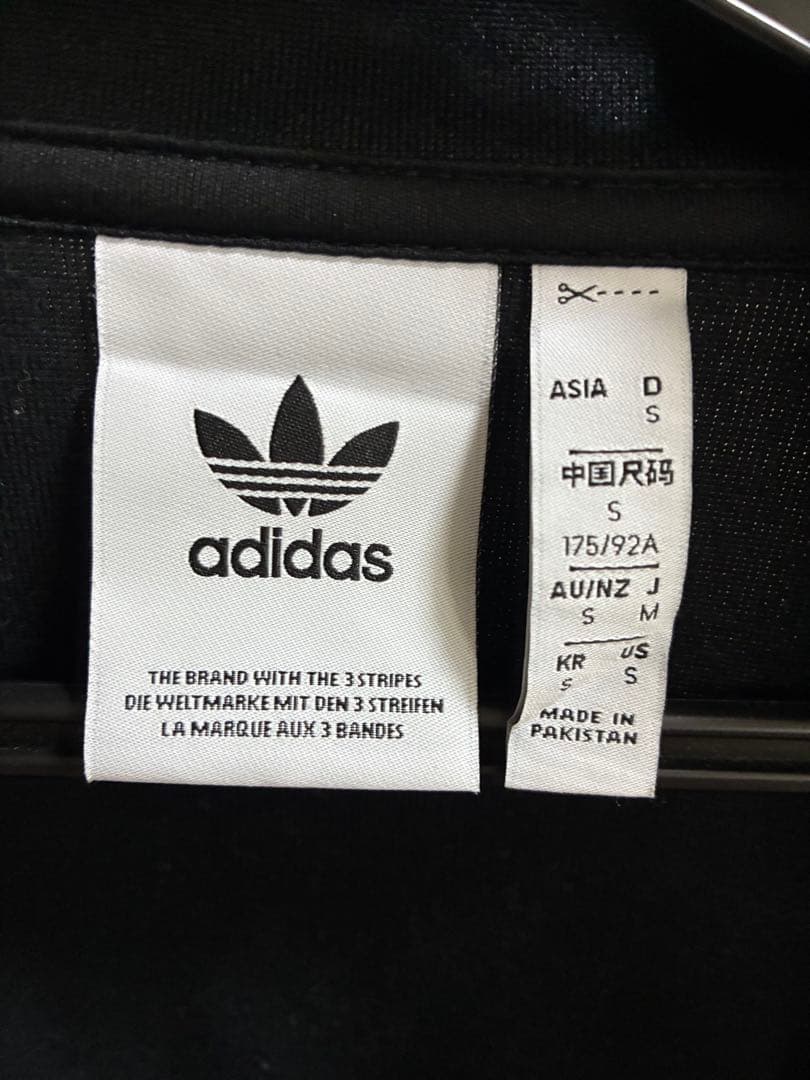 adidas
THE BRAND WITH THE 3 STRIPES
DIE WELTMARKE MIT DEN 3 STREIFEN
LA MARQUE AUX 3 BANDES
ASIA D
S
中国尺码
S
175/92A
AU/NZ J
S M
KR US
S S
MADE IN
PAKISTAN